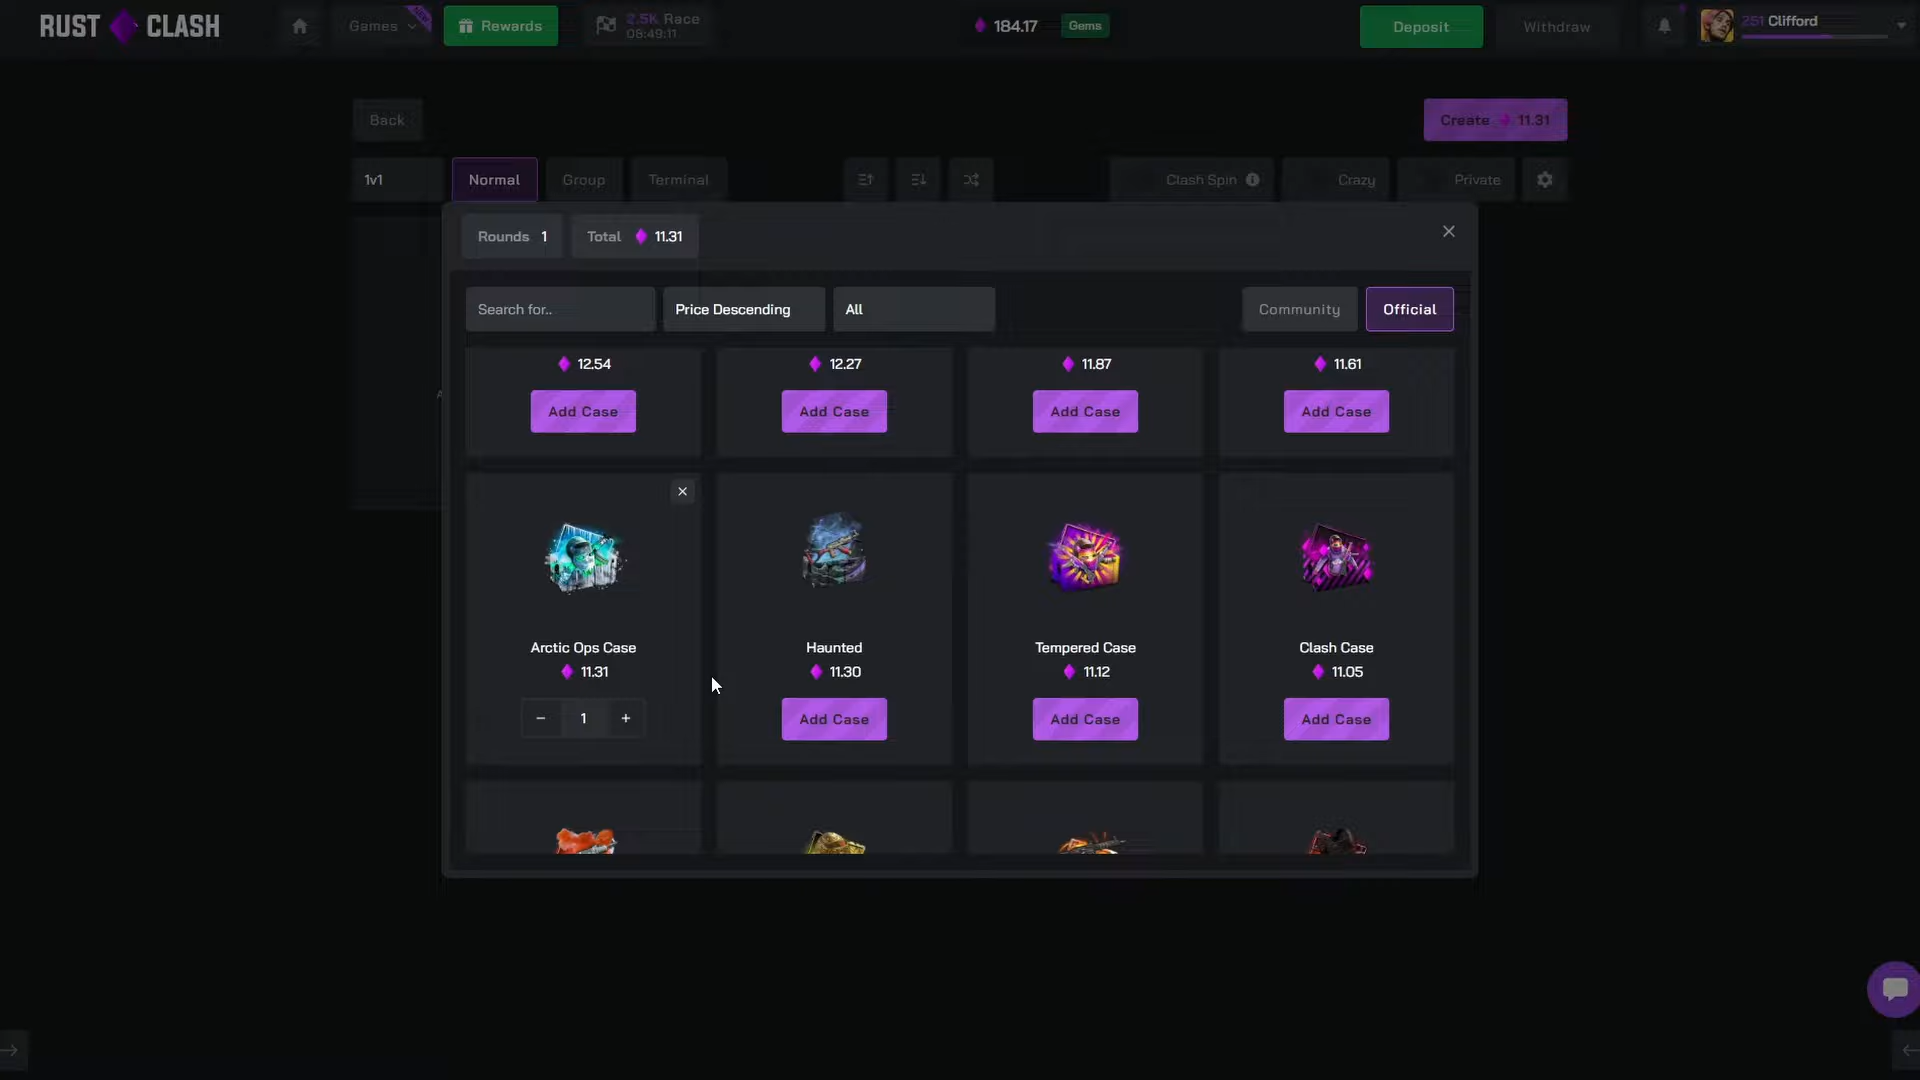 RUST CLASH
Games
NEW
Rewards
2.5K Race
08:49:11
184.17
Gems
Deposit
Withdraw
251 Clifford
Back
Create 11.31
1v1
Normal
Group
Terminal
Clash Spin
Crazy
Private
Rounds 1
Total 11.31
Search for..
Price Descending
All
Community
Official
12.54
12.27
11.87
11.61
Add Case
Add Case
Add Case
Add Case
Arctic Ops Case
Haunted
Tempered Case
Clash Case
11.31
11.30
11.12
11.05
1
Add Case
Add Case
Add Case